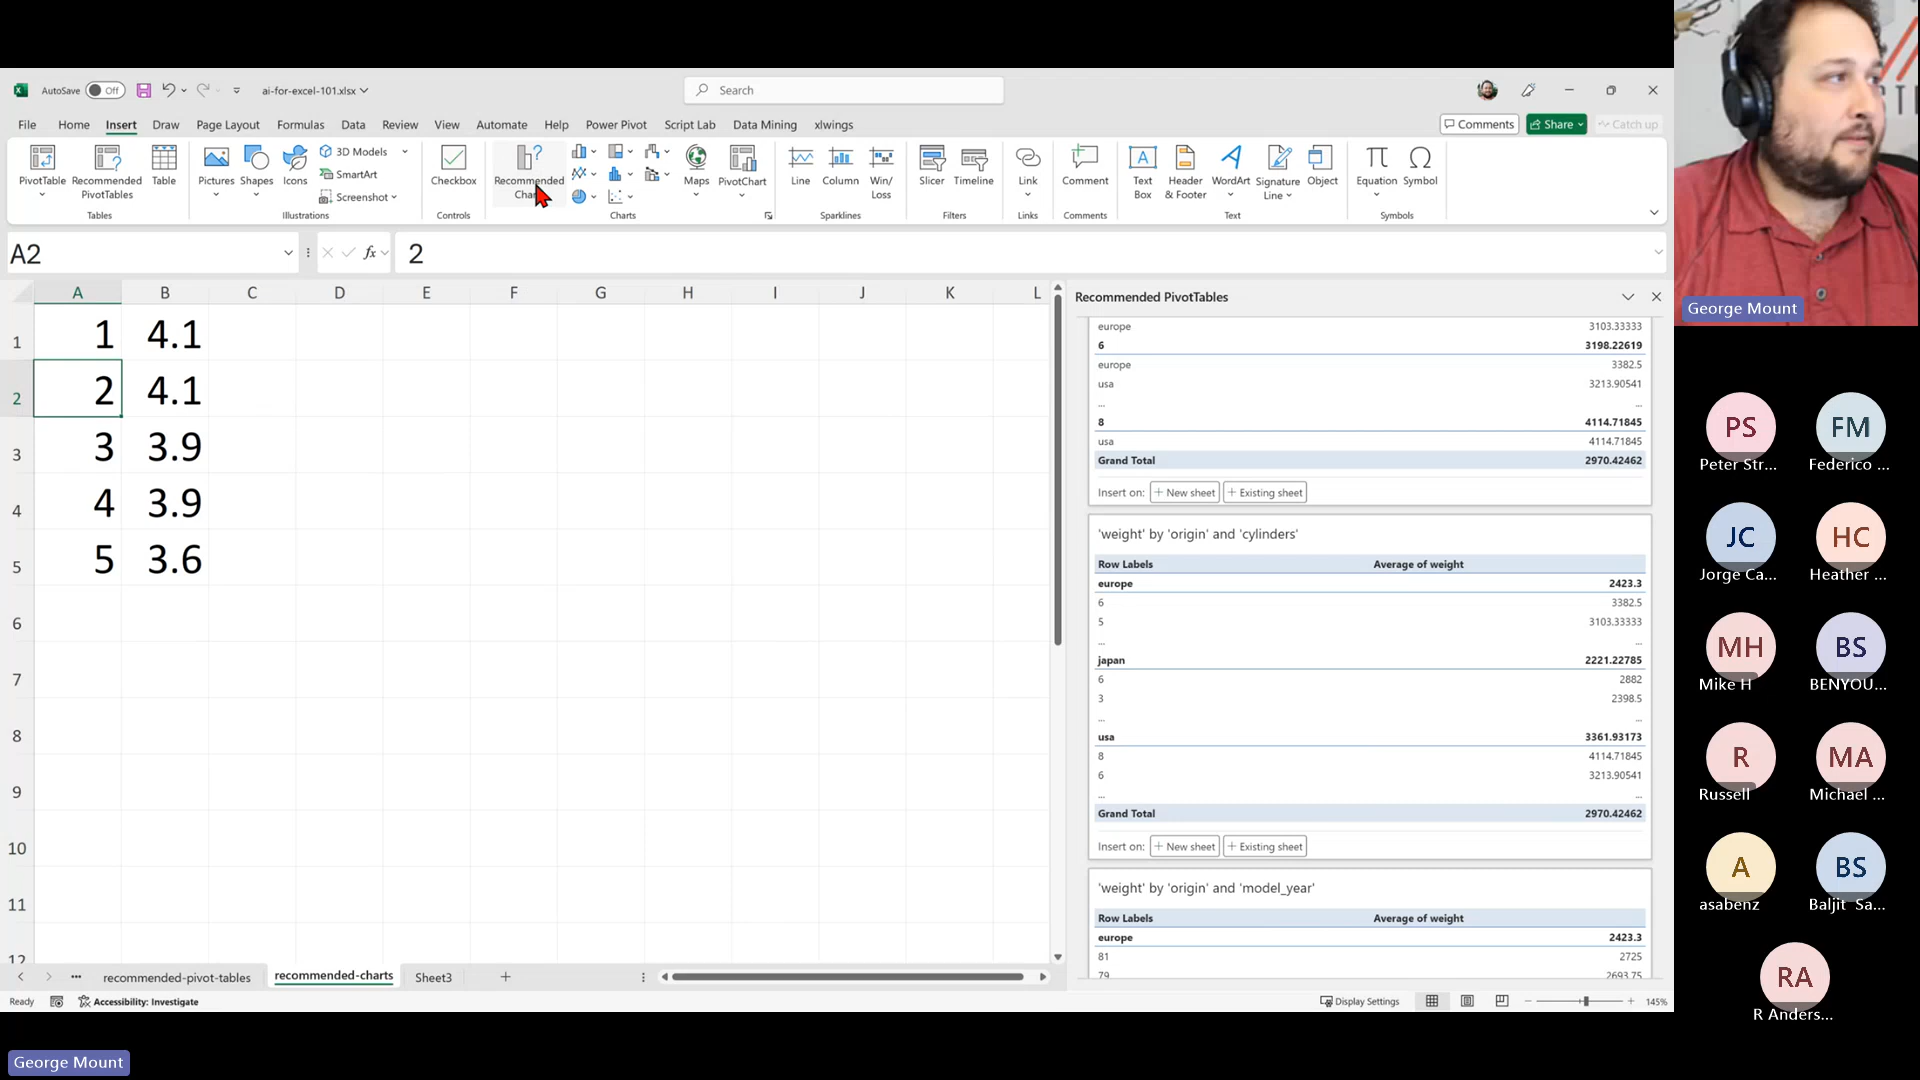 AutoSave Off ai-for-excel-101.xlsx Search
File Home Insert Draw Page Layout Formulas Data Review View Automate Help Power Pivot Script Lab Data Mining xlwings Comments Share Catch up
PivotTable Recommended PivotTables Table Pictures Shapes Icons 3D Models SmartArt Screenshot Checkbox Recommended Maps PivotChart Line Column Win/Loss Slicer Timeline Link Comment Text Box Header & Footer WordArt Signature Line Object Equation Symbol
Tables Illustrations Controls Charts Sparklines Filters Links Comments Text Symbols
A2 fx 2
A B C D E F G H I J K L
1 1 4.1
2 2 4.1
3 3 3.9
4 4 3.9
5 5 3.6
6
7
8
9
10
11
12
Recommended PivotTables
europe 3103.33333
6 3198.22619
europe 3382.5
usa 3213.90541
... ...
8 4114.71845
usa 4114.71845
Grand Total 2970.42462
Insert on: + New sheet + Existing sheet
'weight' by 'origin' and 'cylinders'
Row Labels Average of weight
europe 2423.3
6 3382.5
5 3103.33333
... ...
japan 2221.22785
6 2882
3 2398.5
... ...
usa 3361.93173
8 4114.71845
6 3213.90541
... ...
Grand Total 2970.42462
Insert on: + New sheet + Existing sheet
'weight' by 'origin' and 'model_year'
Row Labels Average of weight
europe 2423.3
81 2725
79 2693.75
... recommended-pivot-tables recommended-charts Sheet3 +
Ready Accessibility: Investigate Display Settings 145%
George Mount
George Mount
PS FM
Peter Str... Federico ...
JC HC
Jorge Ca... Heather ...
MH BS
Mike H BENYOU...
R MA
Russell Michael ...
A BS
asabenz Baljit Sa...
RA
R Anders...